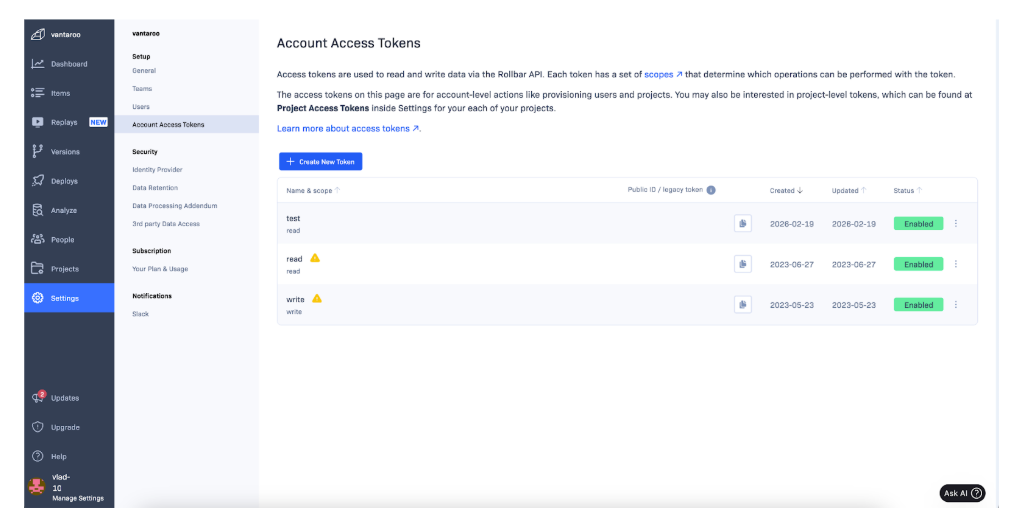 vantaroo
Dashboard
Items
Replays NEW
Versions
Deploys
Analyze
People
Projects
Settings
2
Updates
Upgrade
Help
vlad-
10
Manage Settings
vantaroo
Setup
General
Teams
Users
Account Access Tokens
Security
Identity Provider
Data Retention
Data Processing Addendum
3rd party Data Access
Subscription
Your Plan & Usage
Notifications
Slack
Account Access Tokens
Access tokens are used to read and write data via the Rollbar API. Each token has a set of scopes ↗ that determine which operations can be performed with the token.
The access tokens on this page are for account-level actions like provisioning users and projects. You may also be interested in project-level tokens, which can be found at
Project Access Tokens inside Settings for your each of your projects.
Learn more about access tokens ↗.
+ Create New Token
Name & scope ↑ Public ID / legacy token Created ↓ Updated ↑ Status ↑
test
read
2026-02-19 2026-02-19 Enabled
read
read
2023-06-27 2023-06-27 Enabled
write
write
2023-05-23 2023-05-23 Enabled
Ask AI ?